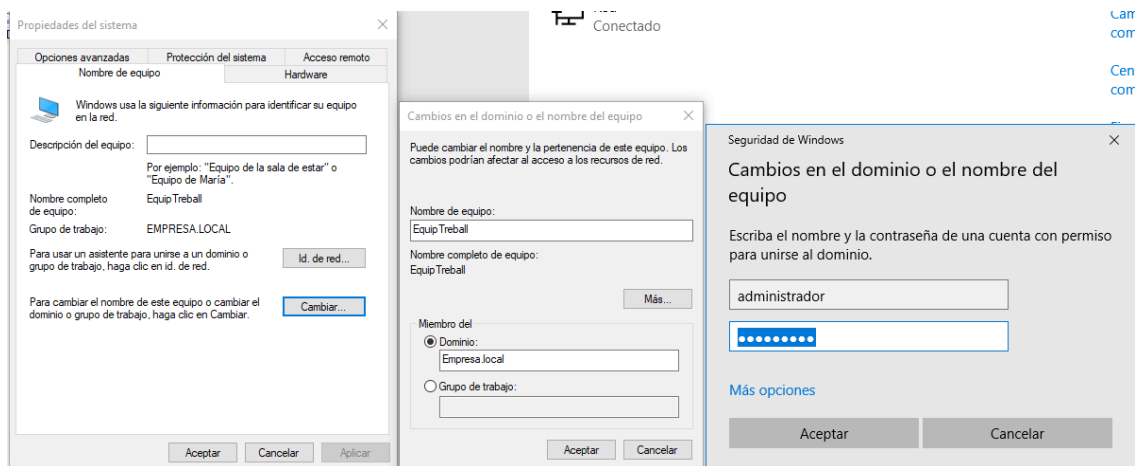 Propiedades del sistema
Opciones avanzadas
Protección del sistema
Acceso remoto
Nombre de equipo
Hardware
Windows usa la siguiente información para identificar su equipo
en la red.
Descripción del equipo:
Por ejemplo: "Equipo de la sala de estar" o
"Equipo de María".
Nombre completo
de equipo:
EquipTreball
Grupo de trabajo:
EMPRESA.LOCAL
Para usar un asistente para unirse a un dominio o
grupo de trabajo, haga clic en id. de red.
Id. de red...
Para cambiar el nombre de este equipo o cambiar el
dominio o grupo de trabajo, haga clic en Cambiar.
Cambiar...
Aceptar
Cancelar
Aplicar
Conectado
Cen
com
com
Cambios en el dominio o el nombre del equipo
Puede cambiar el nombre y la pertenencia de este equipo. Los
cambios podrían afectar al acceso a los recursos de red.
Nombre de equipo:
EquipTreball
Nombre completo de equipo:
EquipTreball
Más...
Miembro del
Dominio:
Empresa.local
Grupo de trabajo:
Aceptar
Cancelar
Seguridad de Windows
Cambios en el dominio o el nombre del
equipo
Escriba el nombre y la contraseña de una cuenta con permiso
para unirse al dominio.
administrador
Más opciones
Aceptar
Cancelar